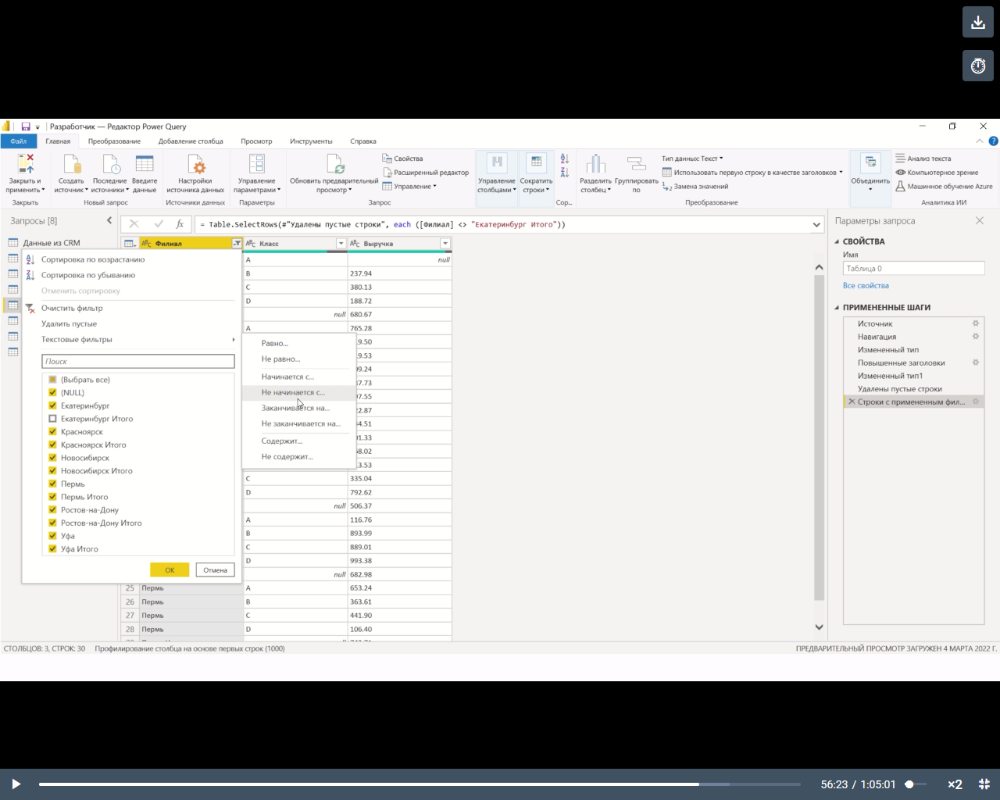 Разработчик — Редактор Power Query
Файл Главная Преобразование Добавление столбца Просмотр Инструменты Справка
Закрыть и применить
Создать источник
Последние источники
Введите данные
Настройки источника данных
Управление параметрами
Обновить предварительный просмотр
Свойства
Расширенный редактор
Управление
Управление столбцами
Сократить строки
Разделить столбец
Группировать по
Тип данных: Текст
Использовать первую строку в качестве заголовков
Замена значений
Объединить
Анализ текста
Компьютерное зрение
Машинное обучение Azure
Закрыть Новый запрос Источники данных Параметры Запрос Сор... Преобразование Аналитика ИИ
Запросы [8]
Данные из CRM
fx = Table.SelectRows(#"Удалены пустые строки", each ([Филиал] <> "Екатеринбург Итого"))
Филиал Класс Выручка
Сортировка по возрастанию
Сортировка по убыванию
Отменить сортировку
Очистить фильтр
Удалить пустые
Текстовые фильтры
Поиск
(Выбрать все)
(NULL)
Екатеринбург
Екатеринбург Итого
Красноярск
Красноярск Итого
Новосибирск
Новосибирск Итого
Пермь
Пермь Итого
Ростов-на-Дону
Ростов-на-Дону Итого
Уфа
Уфа Итого
ОК Отмена
Равно...
Не равно...
Начинается с...
Не начинается с...
Заканчивается на...
Не заканчивается на...
Содержит...
Не содержит...
A null
B 237.94
C 380.13
D 188.72
null 680.67
A 765.28
9.50
9.53
9.24
7.73
7.55
2.87
4.51
1.33
8.02
3.53
C 335.04
D 792.62
null 506.37
A 116.76
B 893.99
C 889.01
D 993.38
null 682.98
25 Пермь A 653.24
26 Пермь B 363.61
27 Пермь C 441.90
28 Пермь D 106.40
Параметры запроса
СВОЙСТВА
Имя
Таблица 0
Все свойства
ПРИМЕНЕННЫЕ ШАГИ
Источник
Навигация
Измененный тип
Повышенные заголовки
Измененный тип1
Удалены пустые строки
Строки с примененным фил...
СТОЛБЦОВ: 3, СТРОК: 30 Профилирование столбца на основе первых строк (1000)
ПРЕДВАРИТЕЛЬНЫЙ ПРОСМОТР ЗАГРУЖЕН 4 МАРТА 2022 Г.
56:23 / 1:05:01 ×2